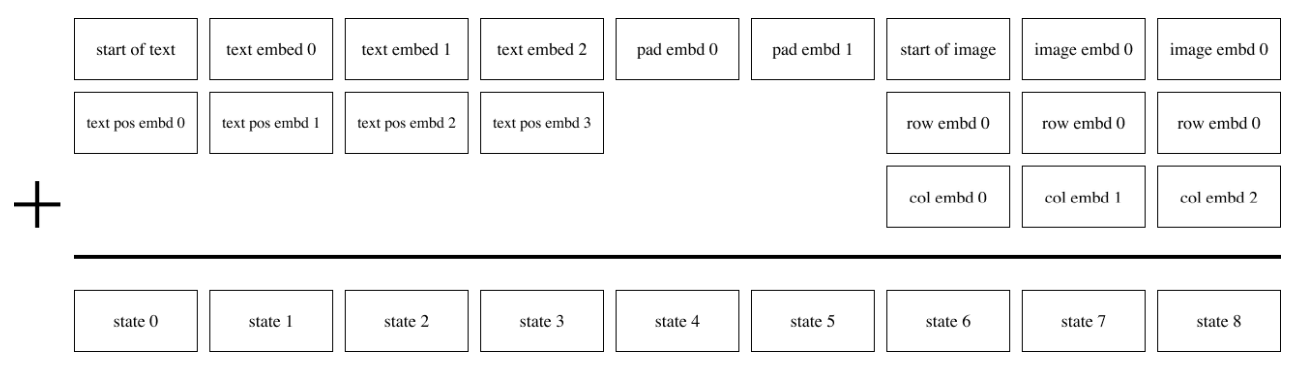 start of text text embed 0 text embed 1 text embed 2 pad embd 0 pad embd 1 start of image image embd 0 image embd 0
text pos embd 0 text pos embd 1 text pos embd 2 text pos embd 3 row embd 0 row embd 0 row embd 0
+ col embd 0 col embd 1 col embd 2
state 0 state 1 state 2 state 3 state 4 state 5 state 6 state 7 state 8